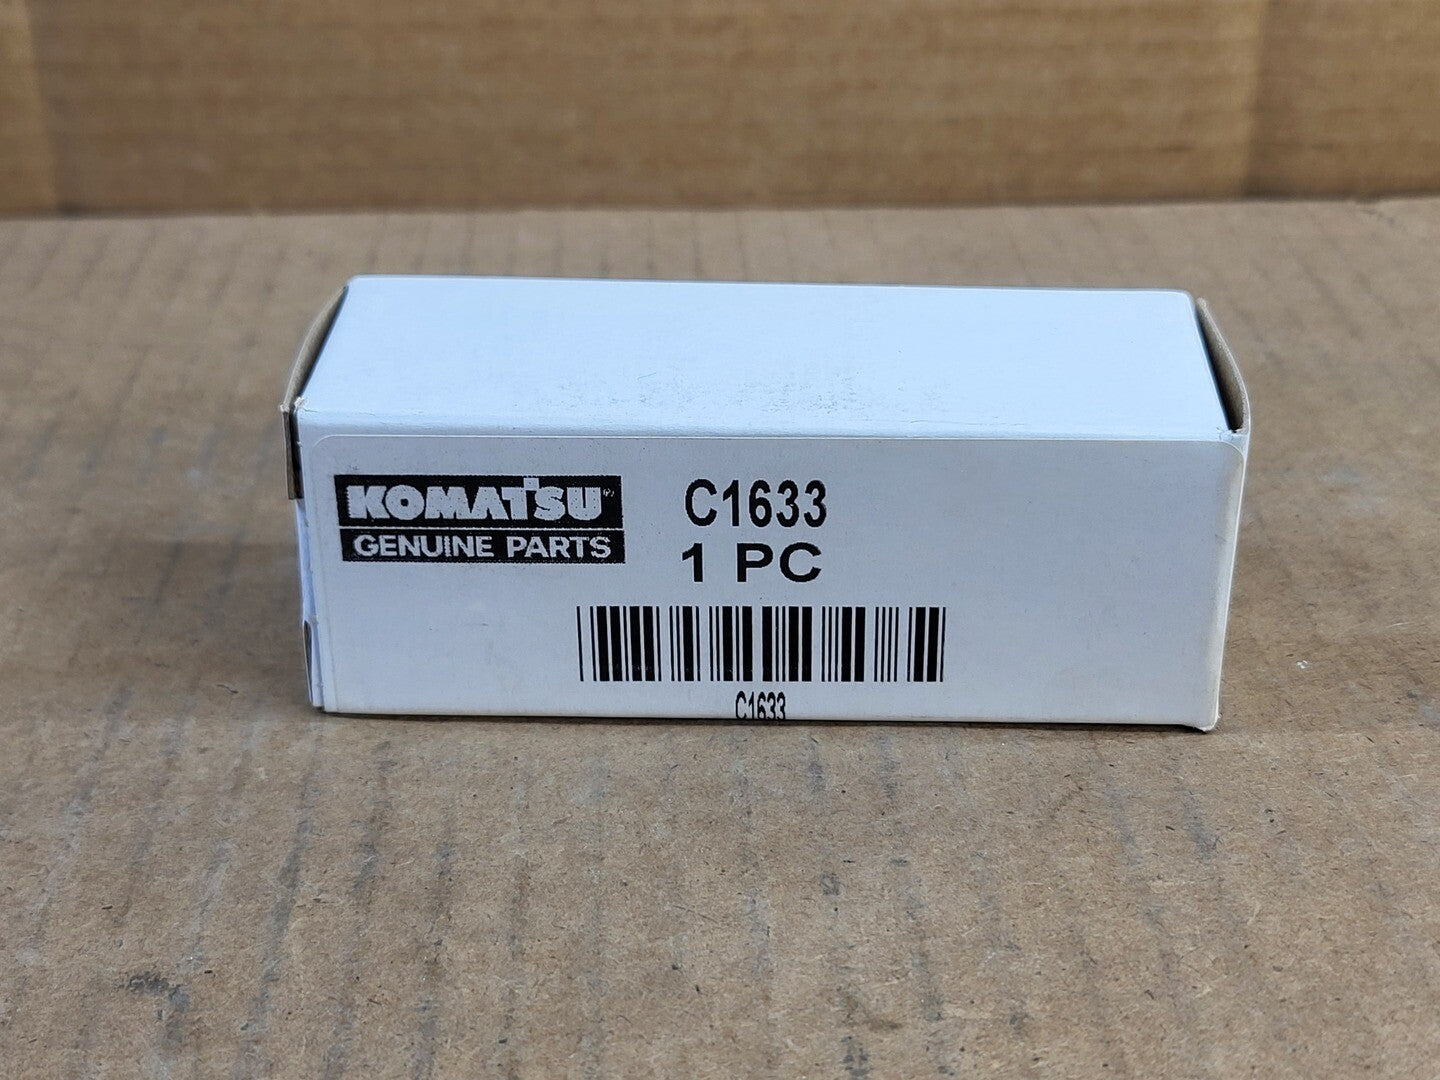 KOMATSU
GENUINE PARTS
C1633
1 PC
C1633